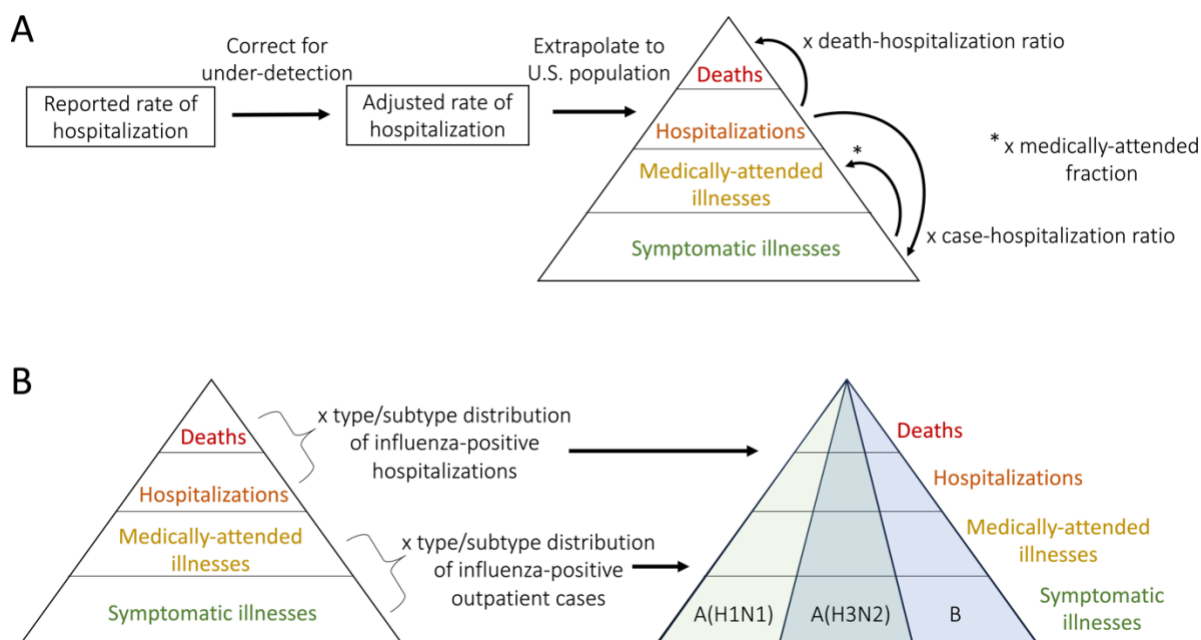 A
Correct for
under-detection
Extrapolate to
U.S. population
x death-hospitalization ratio
Reported rate of
hospitalization
Adjusted rate of
hospitalization
Deaths
Hospitalizations
*
* x medically-attended
fraction
Medically-attended
illnesses
Symptomatic illnesses
x case-hospitalization ratio
B
x type/subtype distribution
of influenza-positive
hospitalizations
Deaths
Hospitalizations
Medically-attended
illnesses
Symptomatic illnesses
x type/subtype distribution
of influenza-positive
outpatient cases
Deaths
Hospitalizations
Medically-attended
illnesses
A(H1N1)
A(H3N2)
B
Symptomatic
illnesses